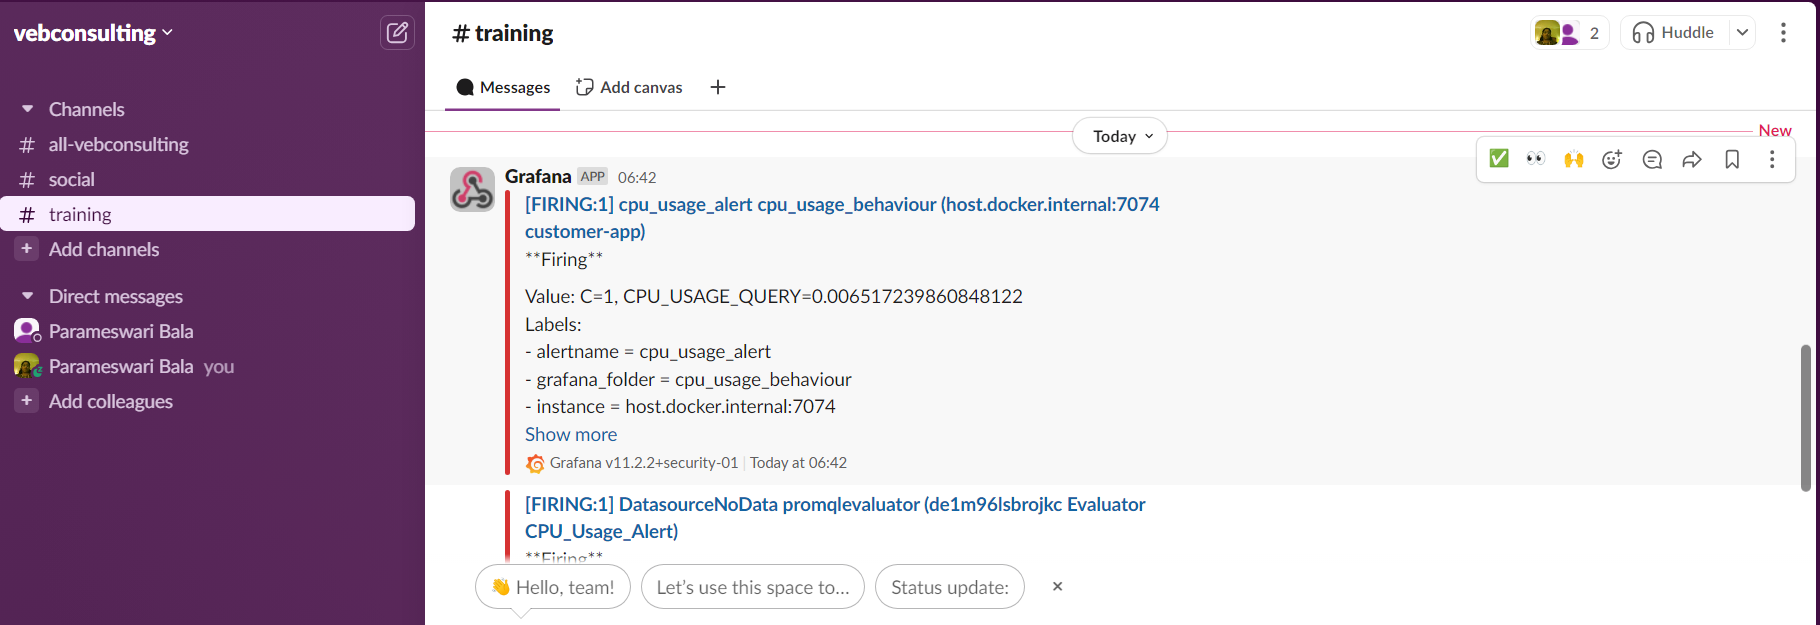 vebconsulting
Channels
# all-vebconsulting
# social
# training
+ Add channels
Direct messages
Parameswari Bala
Parameswari Bala you
+ Add colleagues
# training
2
Huddle
Messages
Add canvas
+
Today
New
Grafana APP 06:42
[FIRING:1] cpu_usage_alert cpu_usage_behaviour (host.docker.internal:7074
customer-app)
**Firing**
Value: C=1, CPU_USAGE_QUERY=0.006517239860848122
Labels:
- alertname = cpu_usage_alert
- grafana_folder = cpu_usage_behaviour
- instance = host.docker.internal:7074
Show more
Grafana v11.2.2+security-01 | Today at 06:42
[FIRING:1] DatasourceNoData promqlevaluator (de1m96lsbrojkc Evaluator
CPU_Usage_Alert)
**Firing**
👋 Hello, team!
Let's use this space to...
Status update: